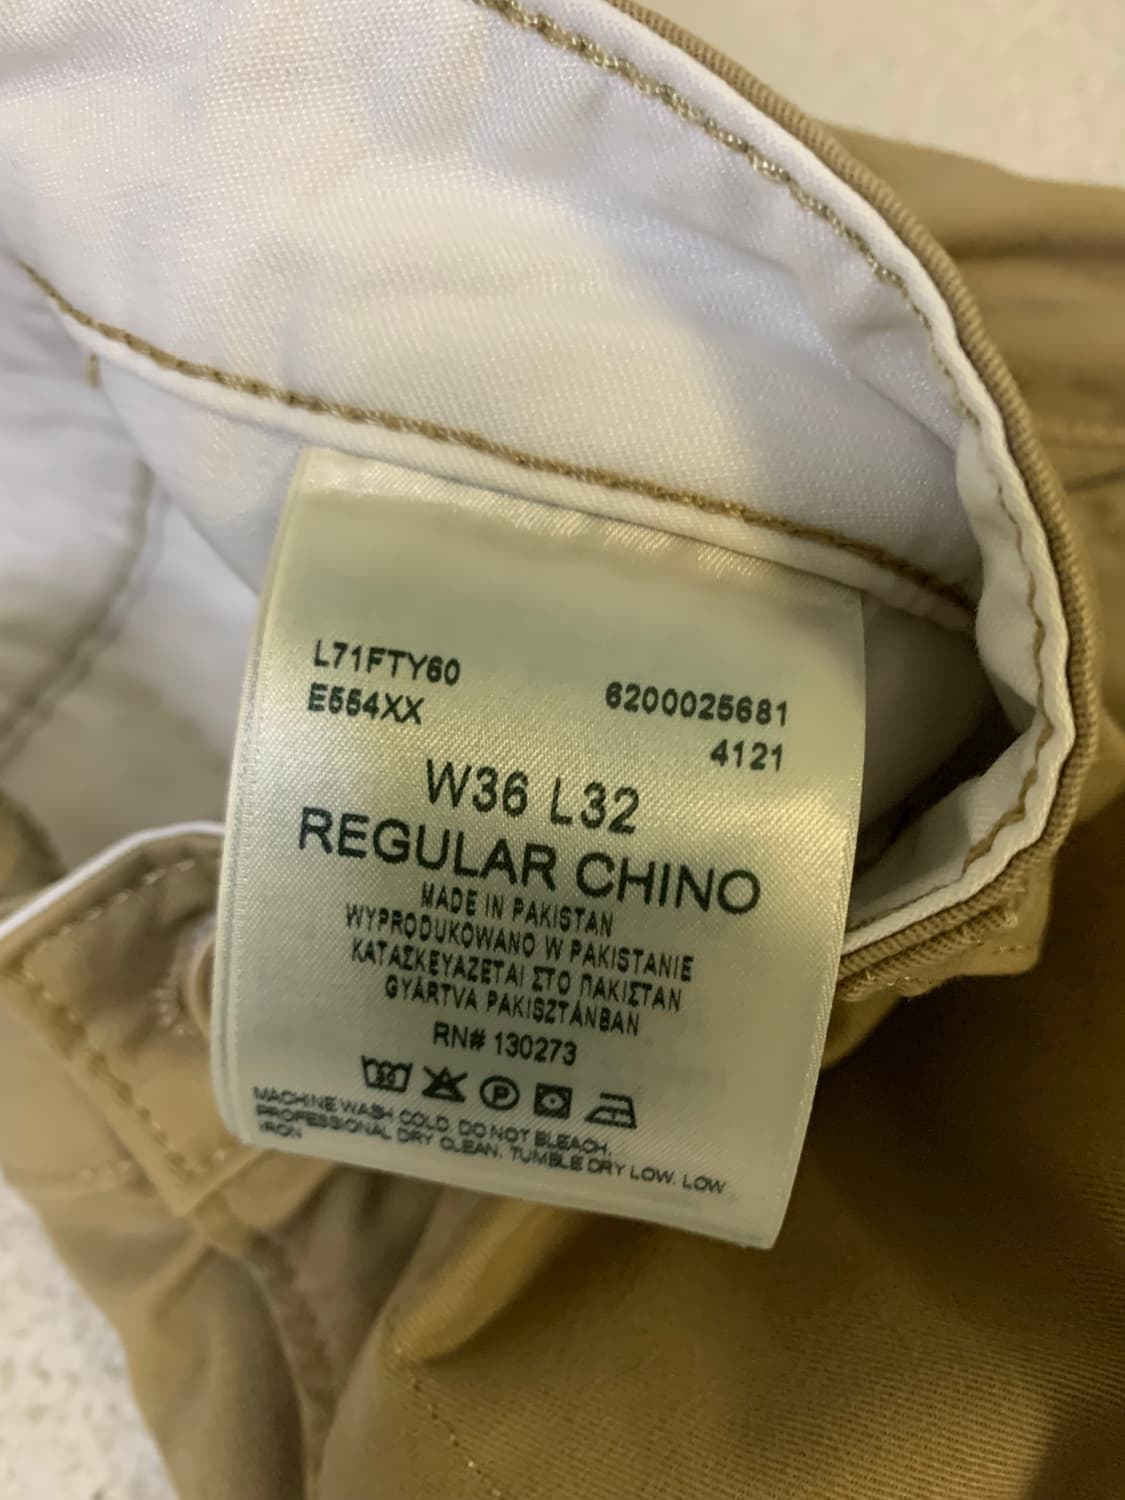 L71FTY60
E554XX
6200025681
4121
W36 L32
REGULAR CHINO
MADE IN PAKISTAN
WYPRODUKOWANO W PAKISTANIE
ΚΑΤΑΣΚΕΥΑΖΕΤΑΙ ΣΤΟ ΠΑΚΙΣΤΑΝ
GYÁRTVA PAKISZTÁNBAN
RN# 130273
30 P
MACHINE WASH COLD. DO NOT BLEACH.
PROFESSIONAL DRY CLEAN. TUMBLE DRY LOW. LOW
IRON